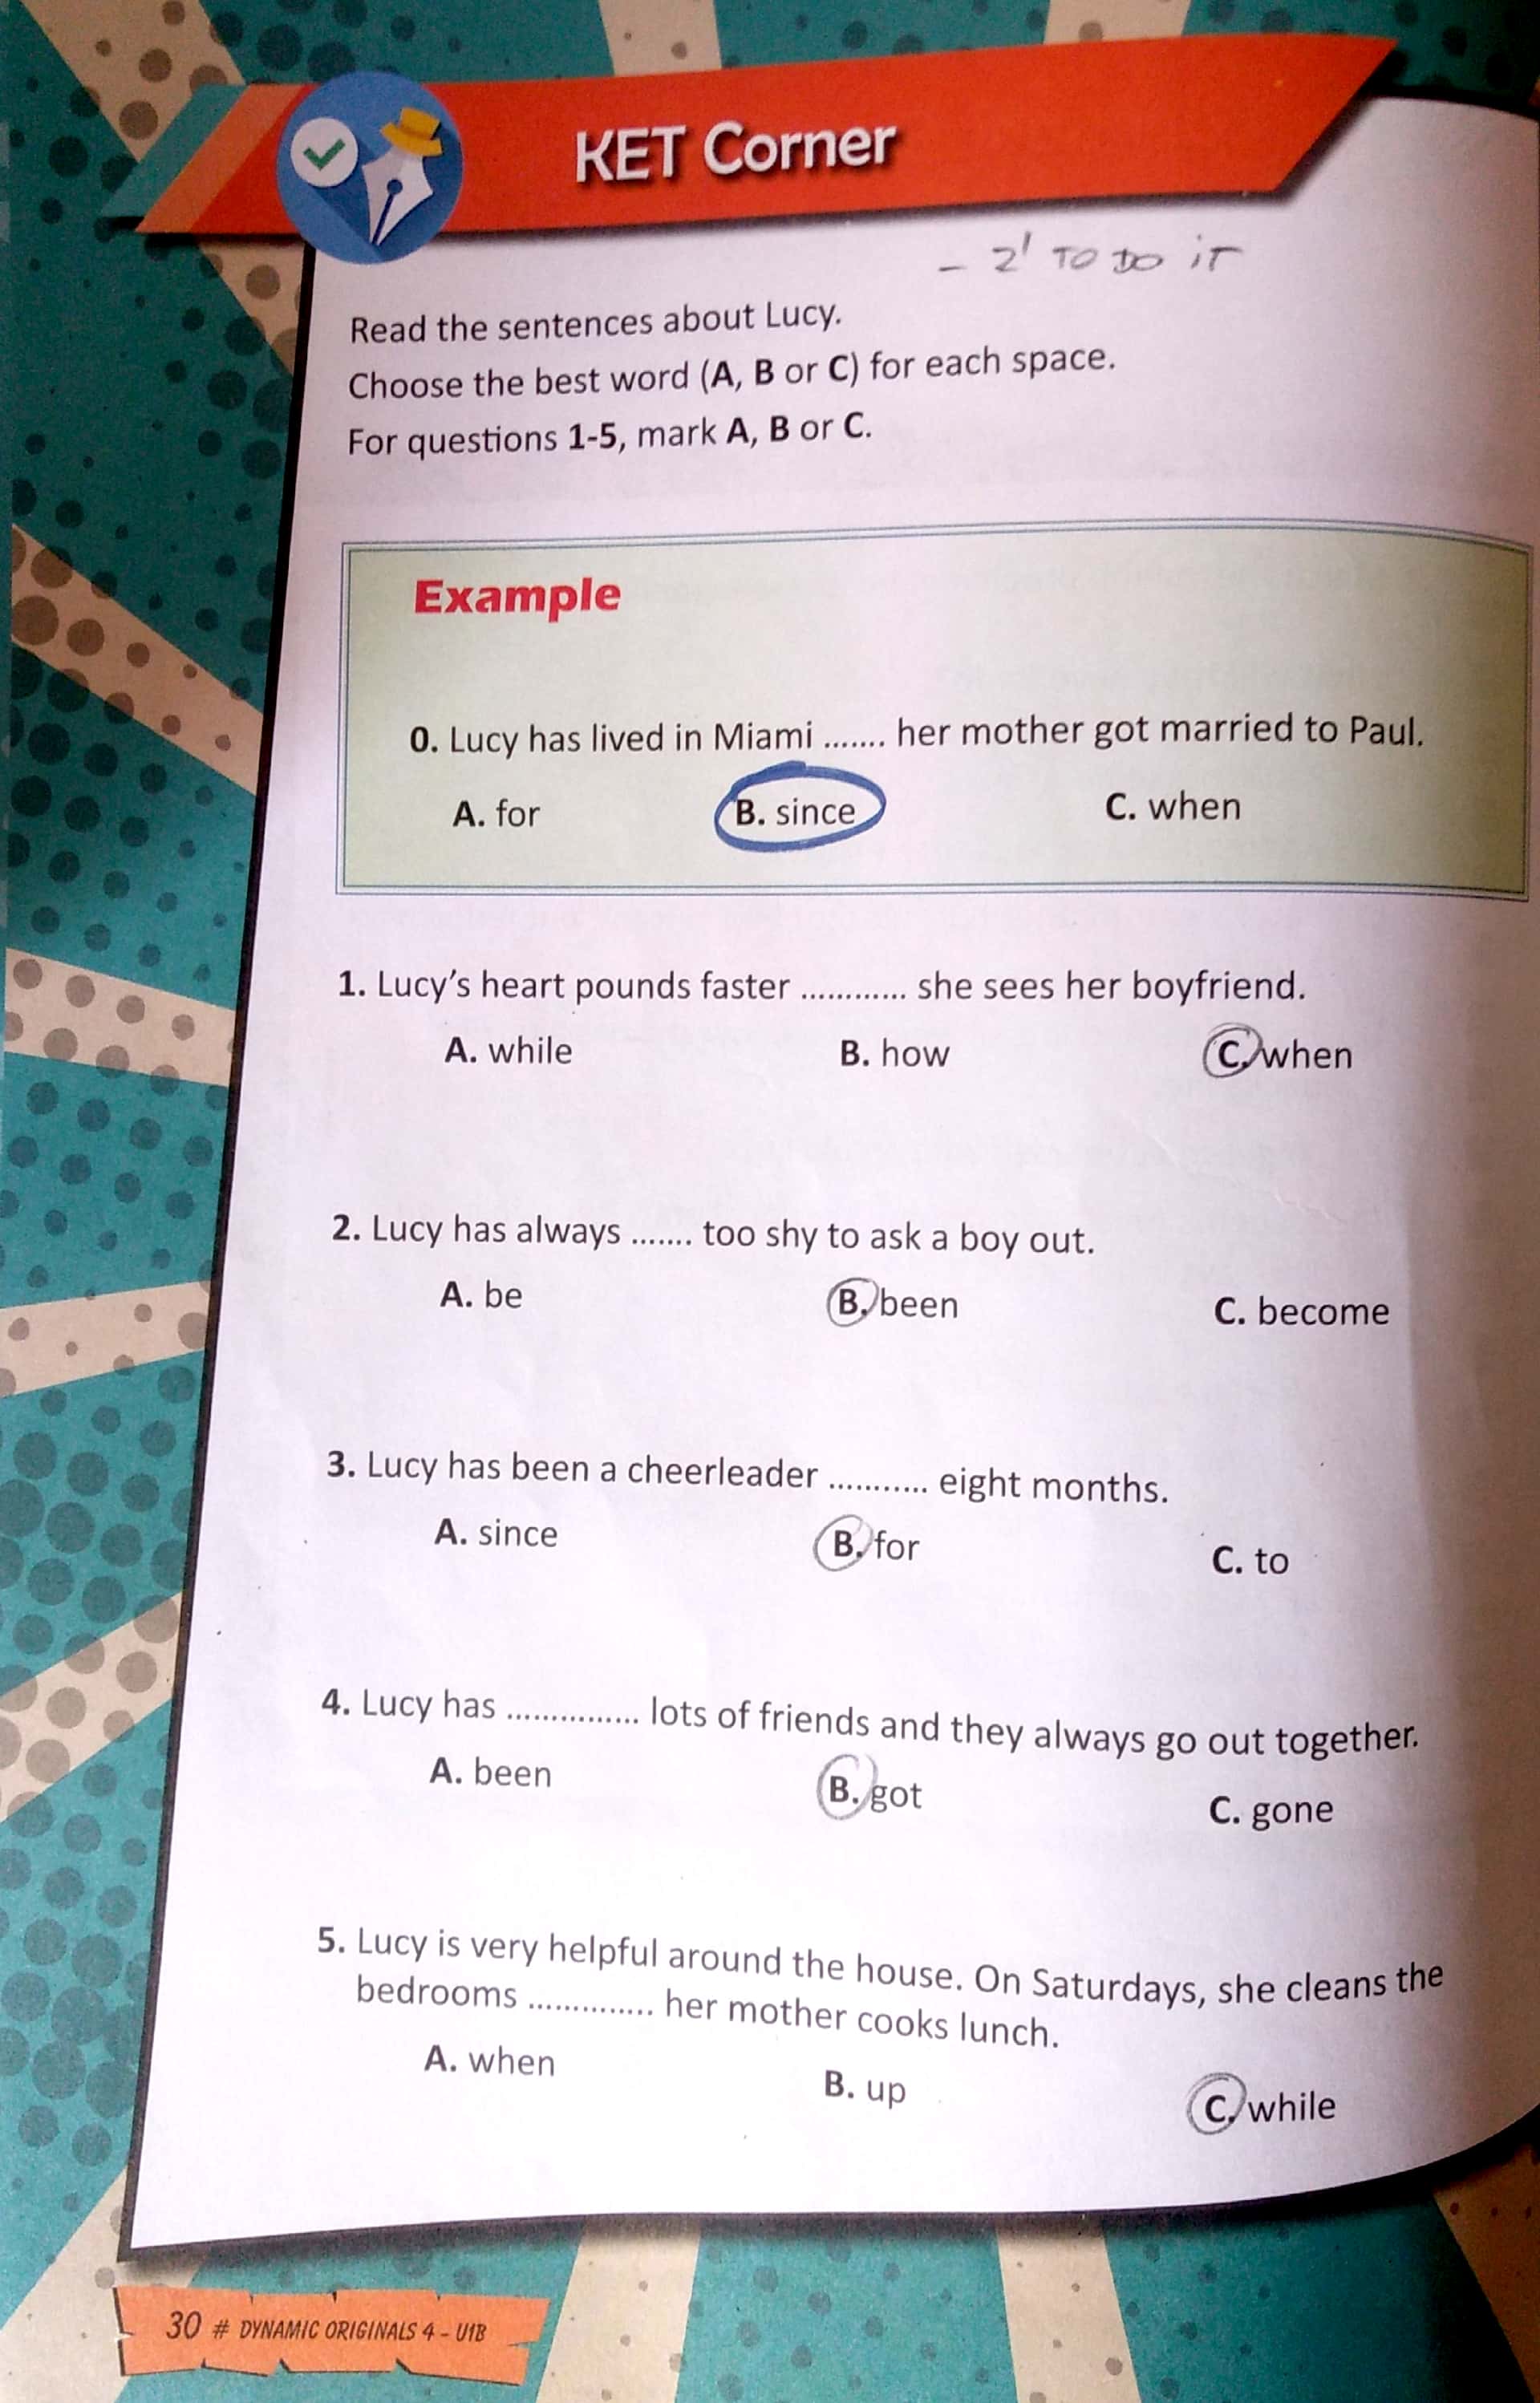 KET Corner
- 2' TO DO IT
Read the sentences about Lucy.
Choose the best word (A, B or C) for each space.
For questions 1-5, mark A, B or C.
Example
0. Lucy has lived in Miami ....... her mother got married to Paul.
A. for B. since C. when
1. Lucy's heart pounds faster ............ she sees her boyfriend.
A. while B. how C. when
2. Lucy has always ....... too shy to ask a boy out.
A. be B. been C. become
3. Lucy has been a cheerleader ........... eight months.
A. since B. for C. to
4. Lucy has ............... lots of friends and they always go out together.
A. been B. got C. gone
5. Lucy is very helpful around the house. On Saturdays, she cleans the
bedrooms .............. her mother cooks lunch.
A. when B. up C. while
30 # DYNAMIC ORIGINALS 4 - U1B